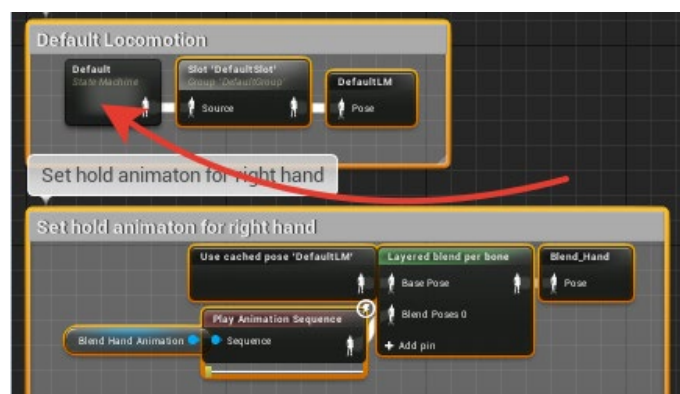 Default Locomotion
Default
State Machine
Slot 'DefaultSlot'
Group 'DefaultGroup'
Source
DefaultLM
Pose
Set hold animaton for right hand
Set hold animaton for right hand
Use cached pose 'DefaultLM'
Layered blend per bone
Base Pose
Blend Poses 0
Add pin
Blend_Hand
Pose
Play Animation Sequence
Sequence
Blend Hand Animation